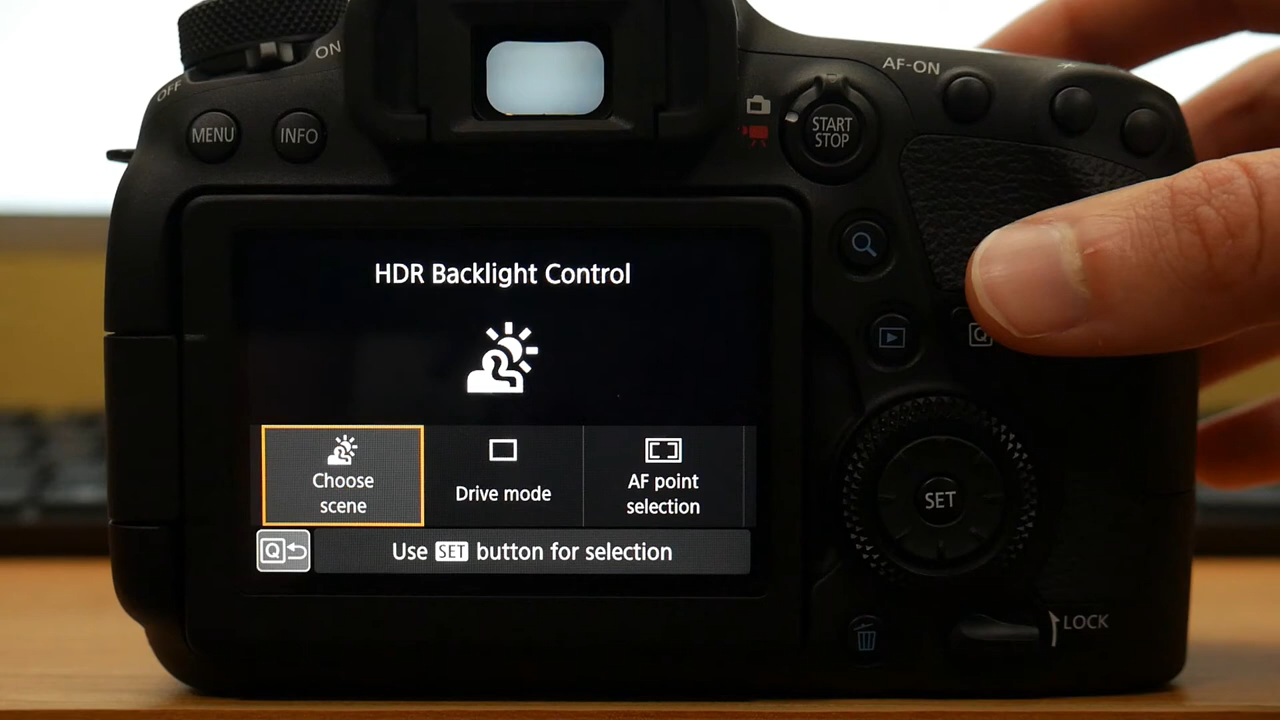 ON
OFF
MENU
INFO
AF-ON
START
STOP
HDR Backlight Control
Q
Choose
scene
Drive mode
AF point
selection
Q
Use SET button for selection
SET
LOCK